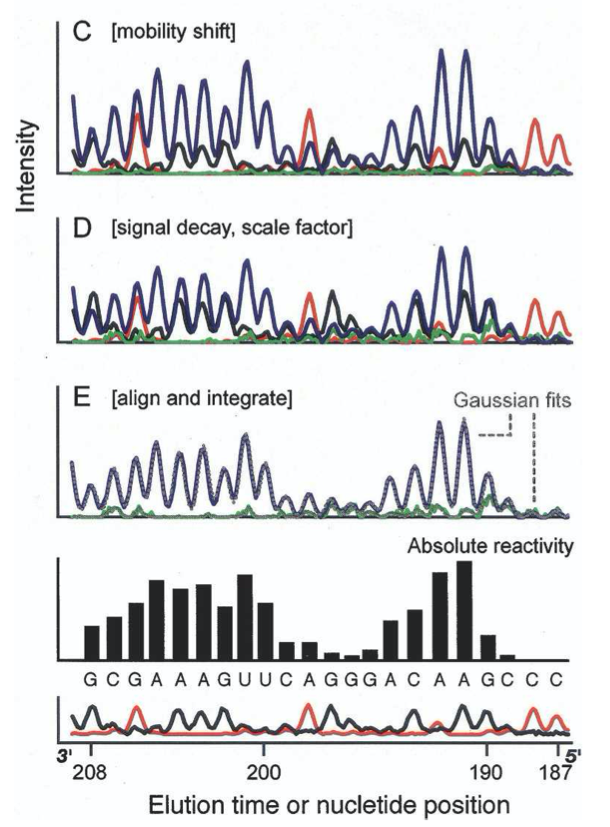 C [mobility shift]
Intensity
D [signal decay, scale factor]
E [align and integrate]
Gaussian fits
Absolute reactivity
G C G A A A G U U C A G G G A C A A G C C C
3' 5'
208 200 190 187
Elution time or nucletide position